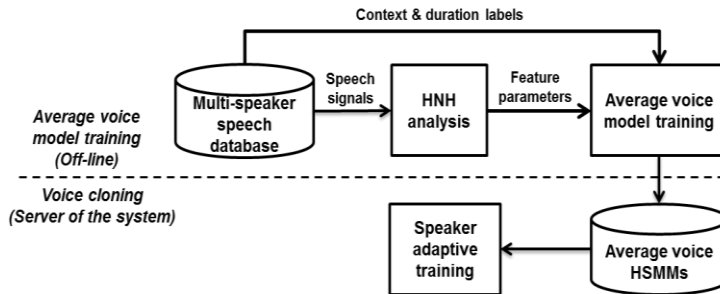 Context & duration labels
Multi-speaker
speech
database
Speech
signals
HNH
analysis
Feature
parameters
Average voice
model training
Average voice
model training
(Off-line)
Voice cloning
(Server of the system)
Speaker
adaptive
training
Average voice
HSMMs